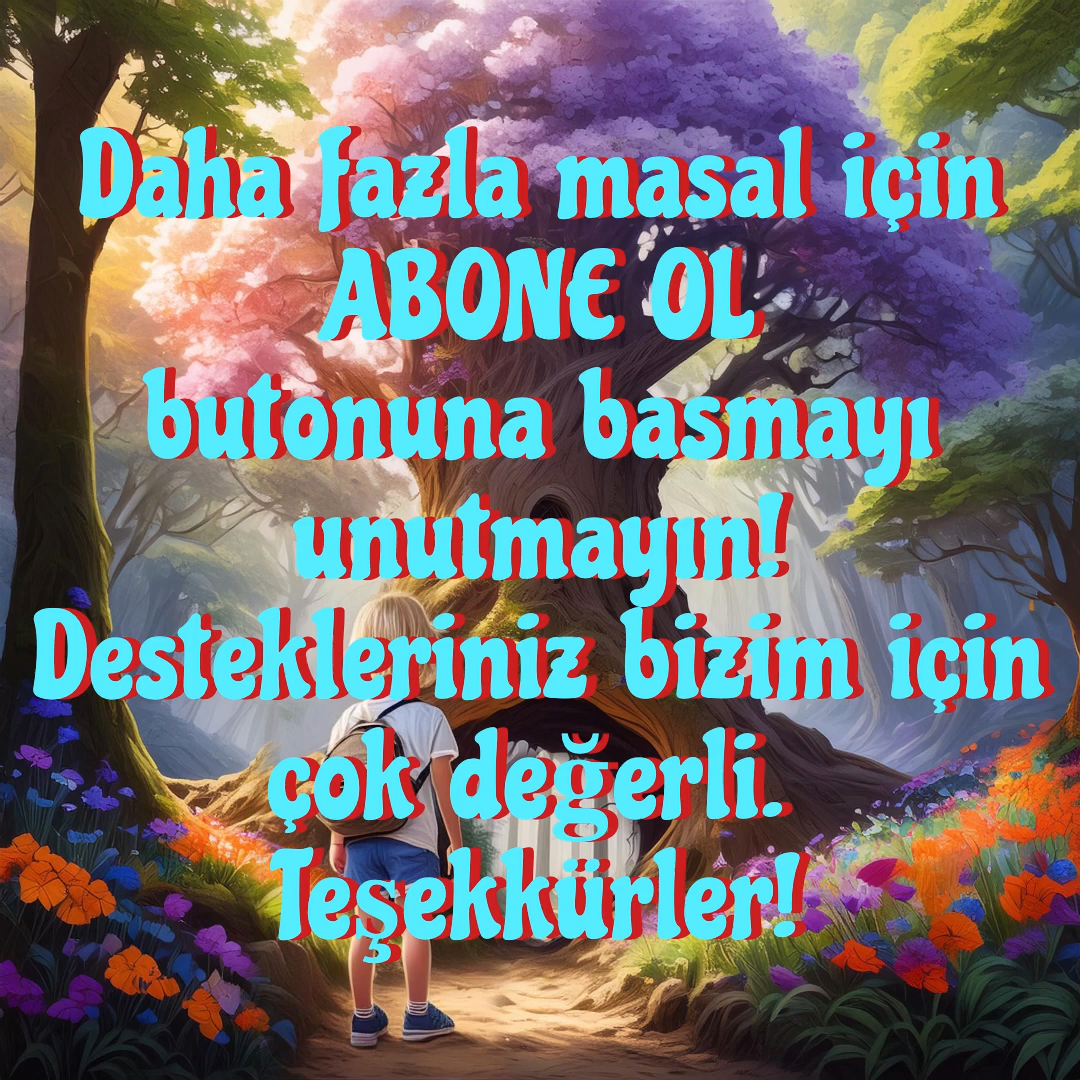 Daha fazla masal için
ABONE OL
butonuna basmayı
unutmayın!
Destekleriniz bizim için
çok değerli.
Teşekkürler!